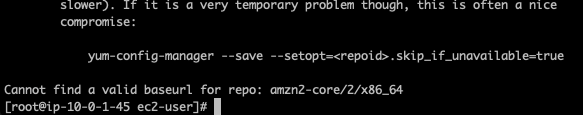 slower). If it is a very temporary problem though, this is often a nice
compromise:
yum-config-manager --save --setopt=<repoid>.skip_if_unavailable=true
Cannot find a valid baseurl for repo: amzn2-core/2/x86_64
[root@ip-10-0-1-45 ec2-user]#